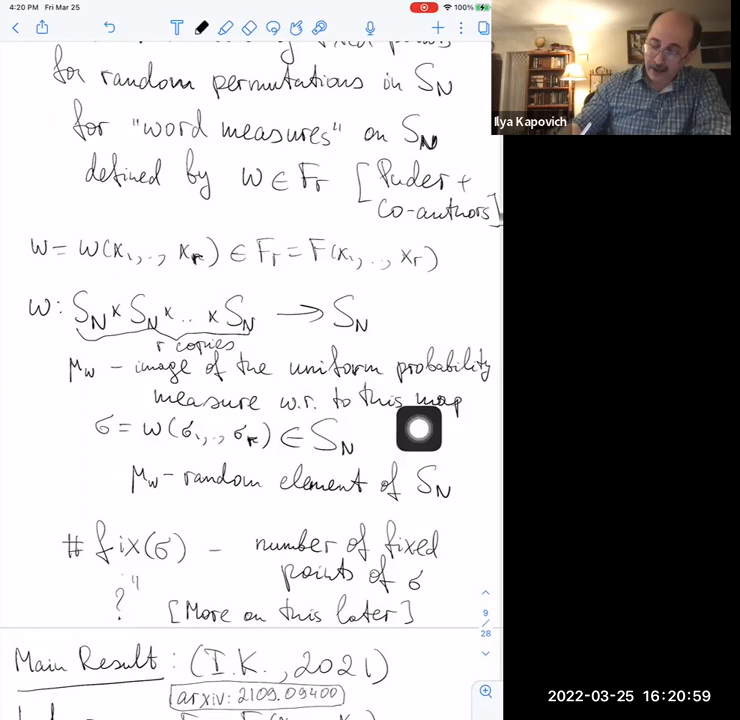 4:20 PM Fri Mar 25
100%
T
for random permutations in S_N
for "word measures" on S_N
defined by w ∈ F_r [Puder +
co-authors]
w = w(x_1, .., x_r) ∈ F_r = F(x_1, .., x_r)
w: S_N × S_N × .. × S_N → S_N
r copies
μ_w – image of the uniform probability
measure w.r. to this map
σ = w(σ_1, .., σ_r) ∈ S_N
μ_w – random element of S_N
# fix(σ) – number of fixed
points of σ
?
[More on this later]
9
/
28
Main Result: (I.K., 2021)
arxiv: 2109.09400
Ilya Kapovich
2022-03-25 16:20:59